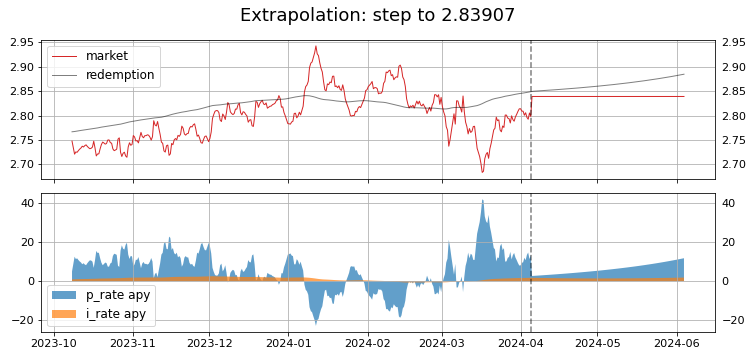 Extrapolation: step to 2.83907
2.95 2.95
market
redemption
2.90 2.90
2.85 2.85
2.80 2.80
2.75 2.75
2.70 2.70
40 40
20 20
0 0
p_rate apy
i_rate apy
−20 −20
2023-10 2023-11 2023-12 2024-01 2024-02 2024-03 2024-04 2024-05 2024-06